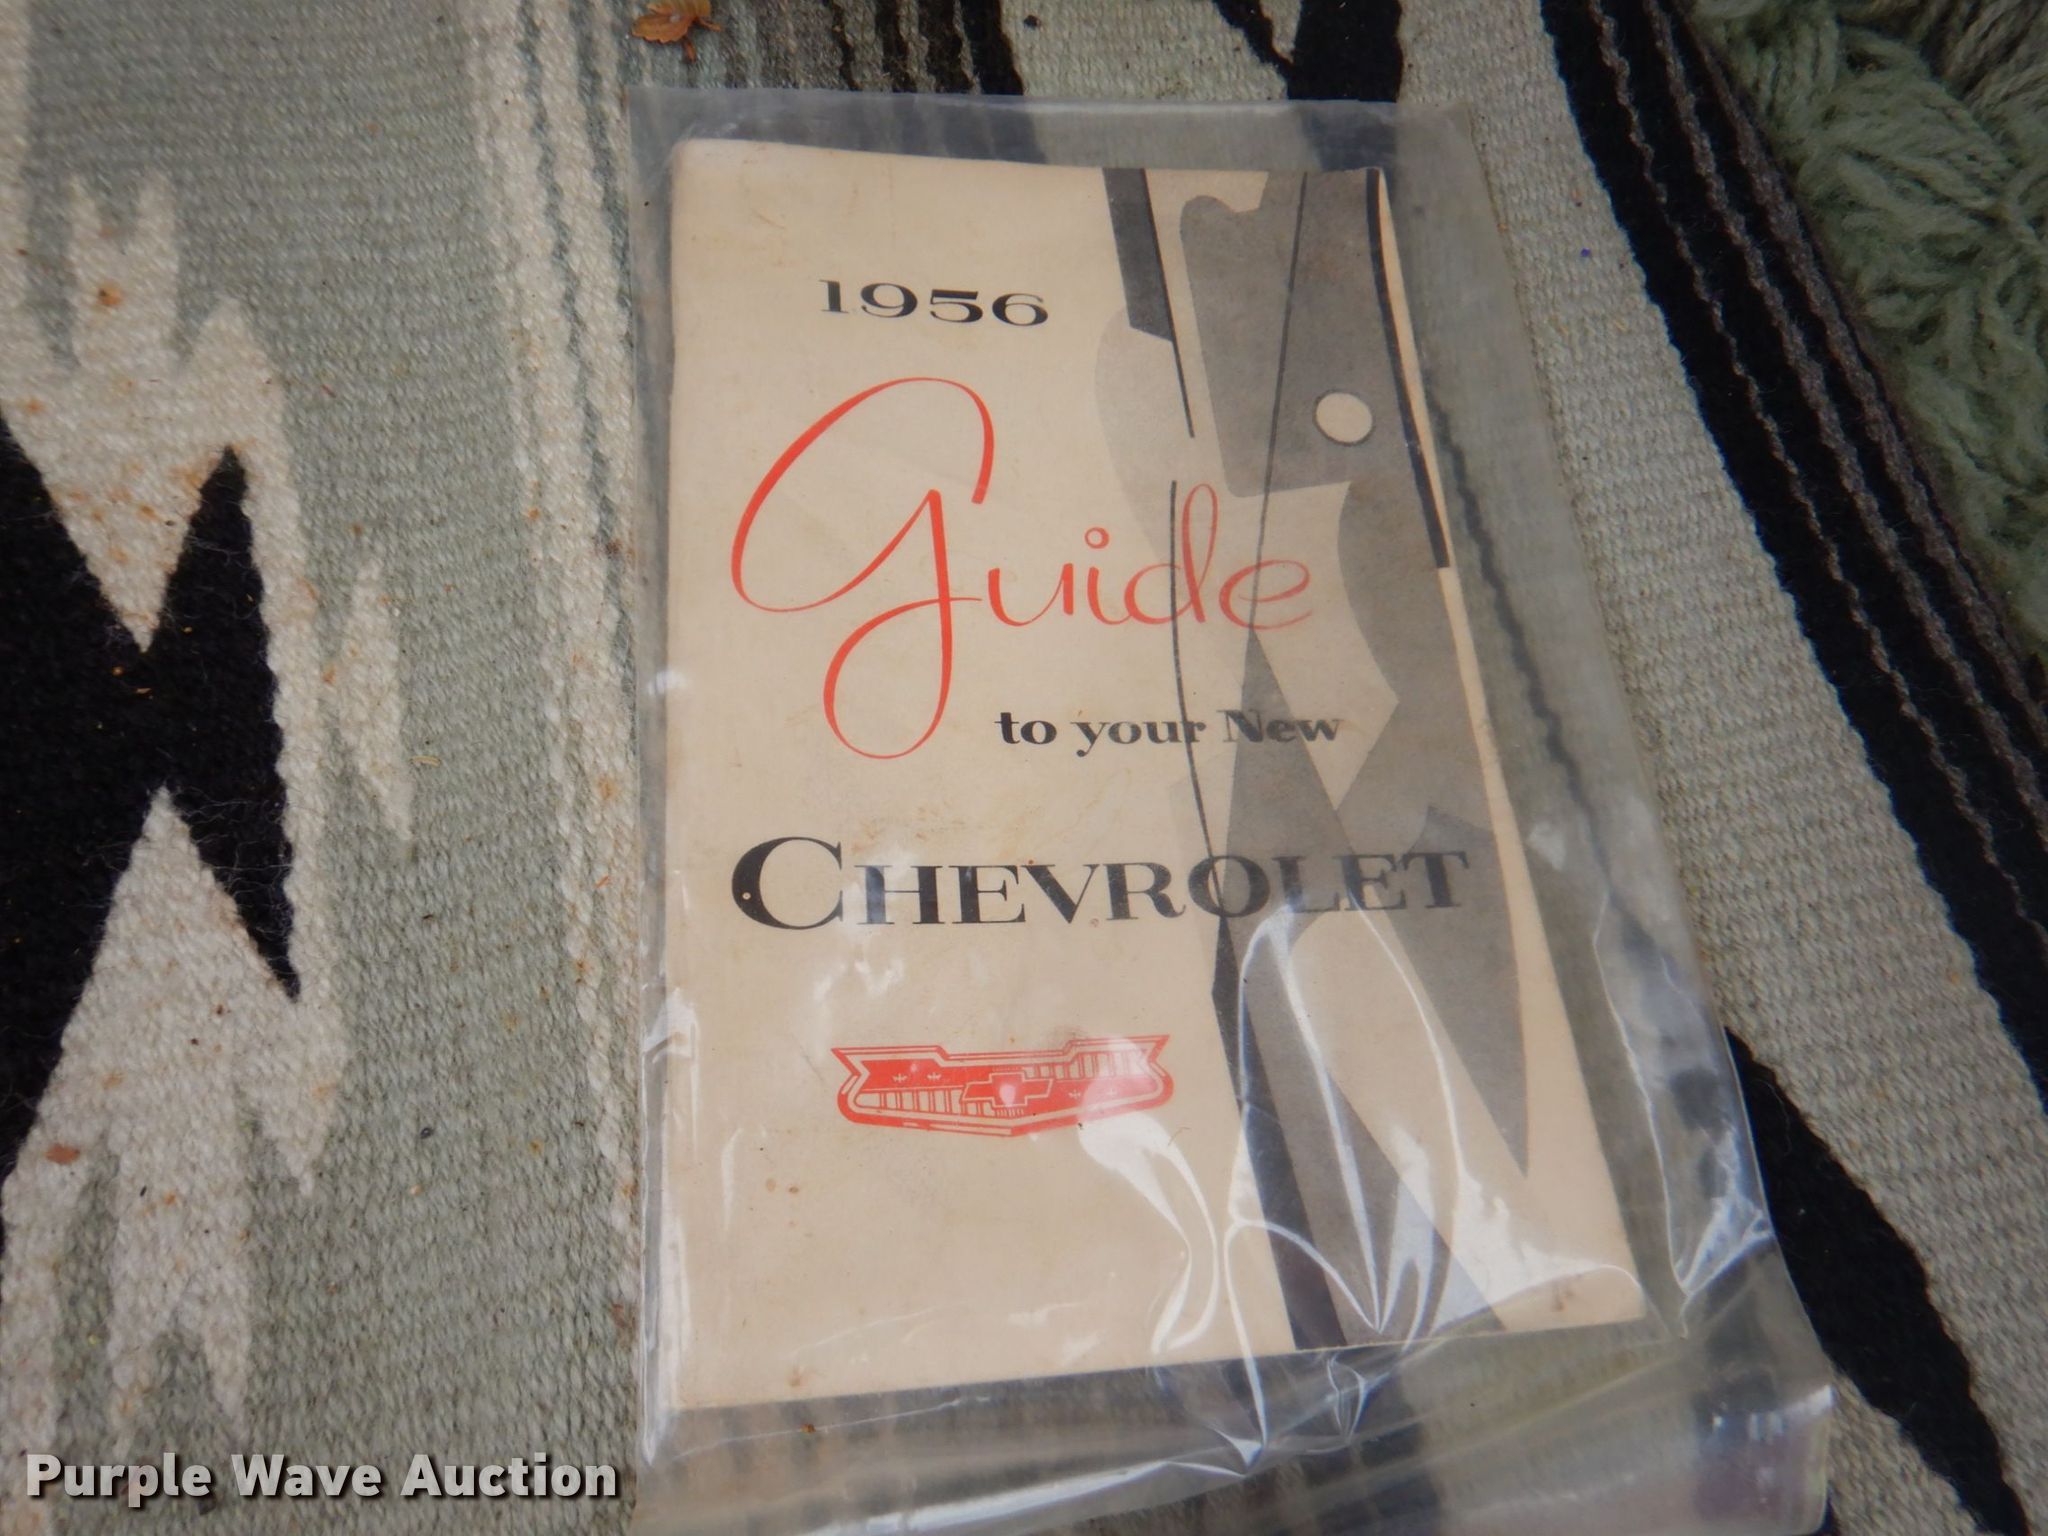 1956
Guide
to your New
CHEVROLET
Purple Wave Auction